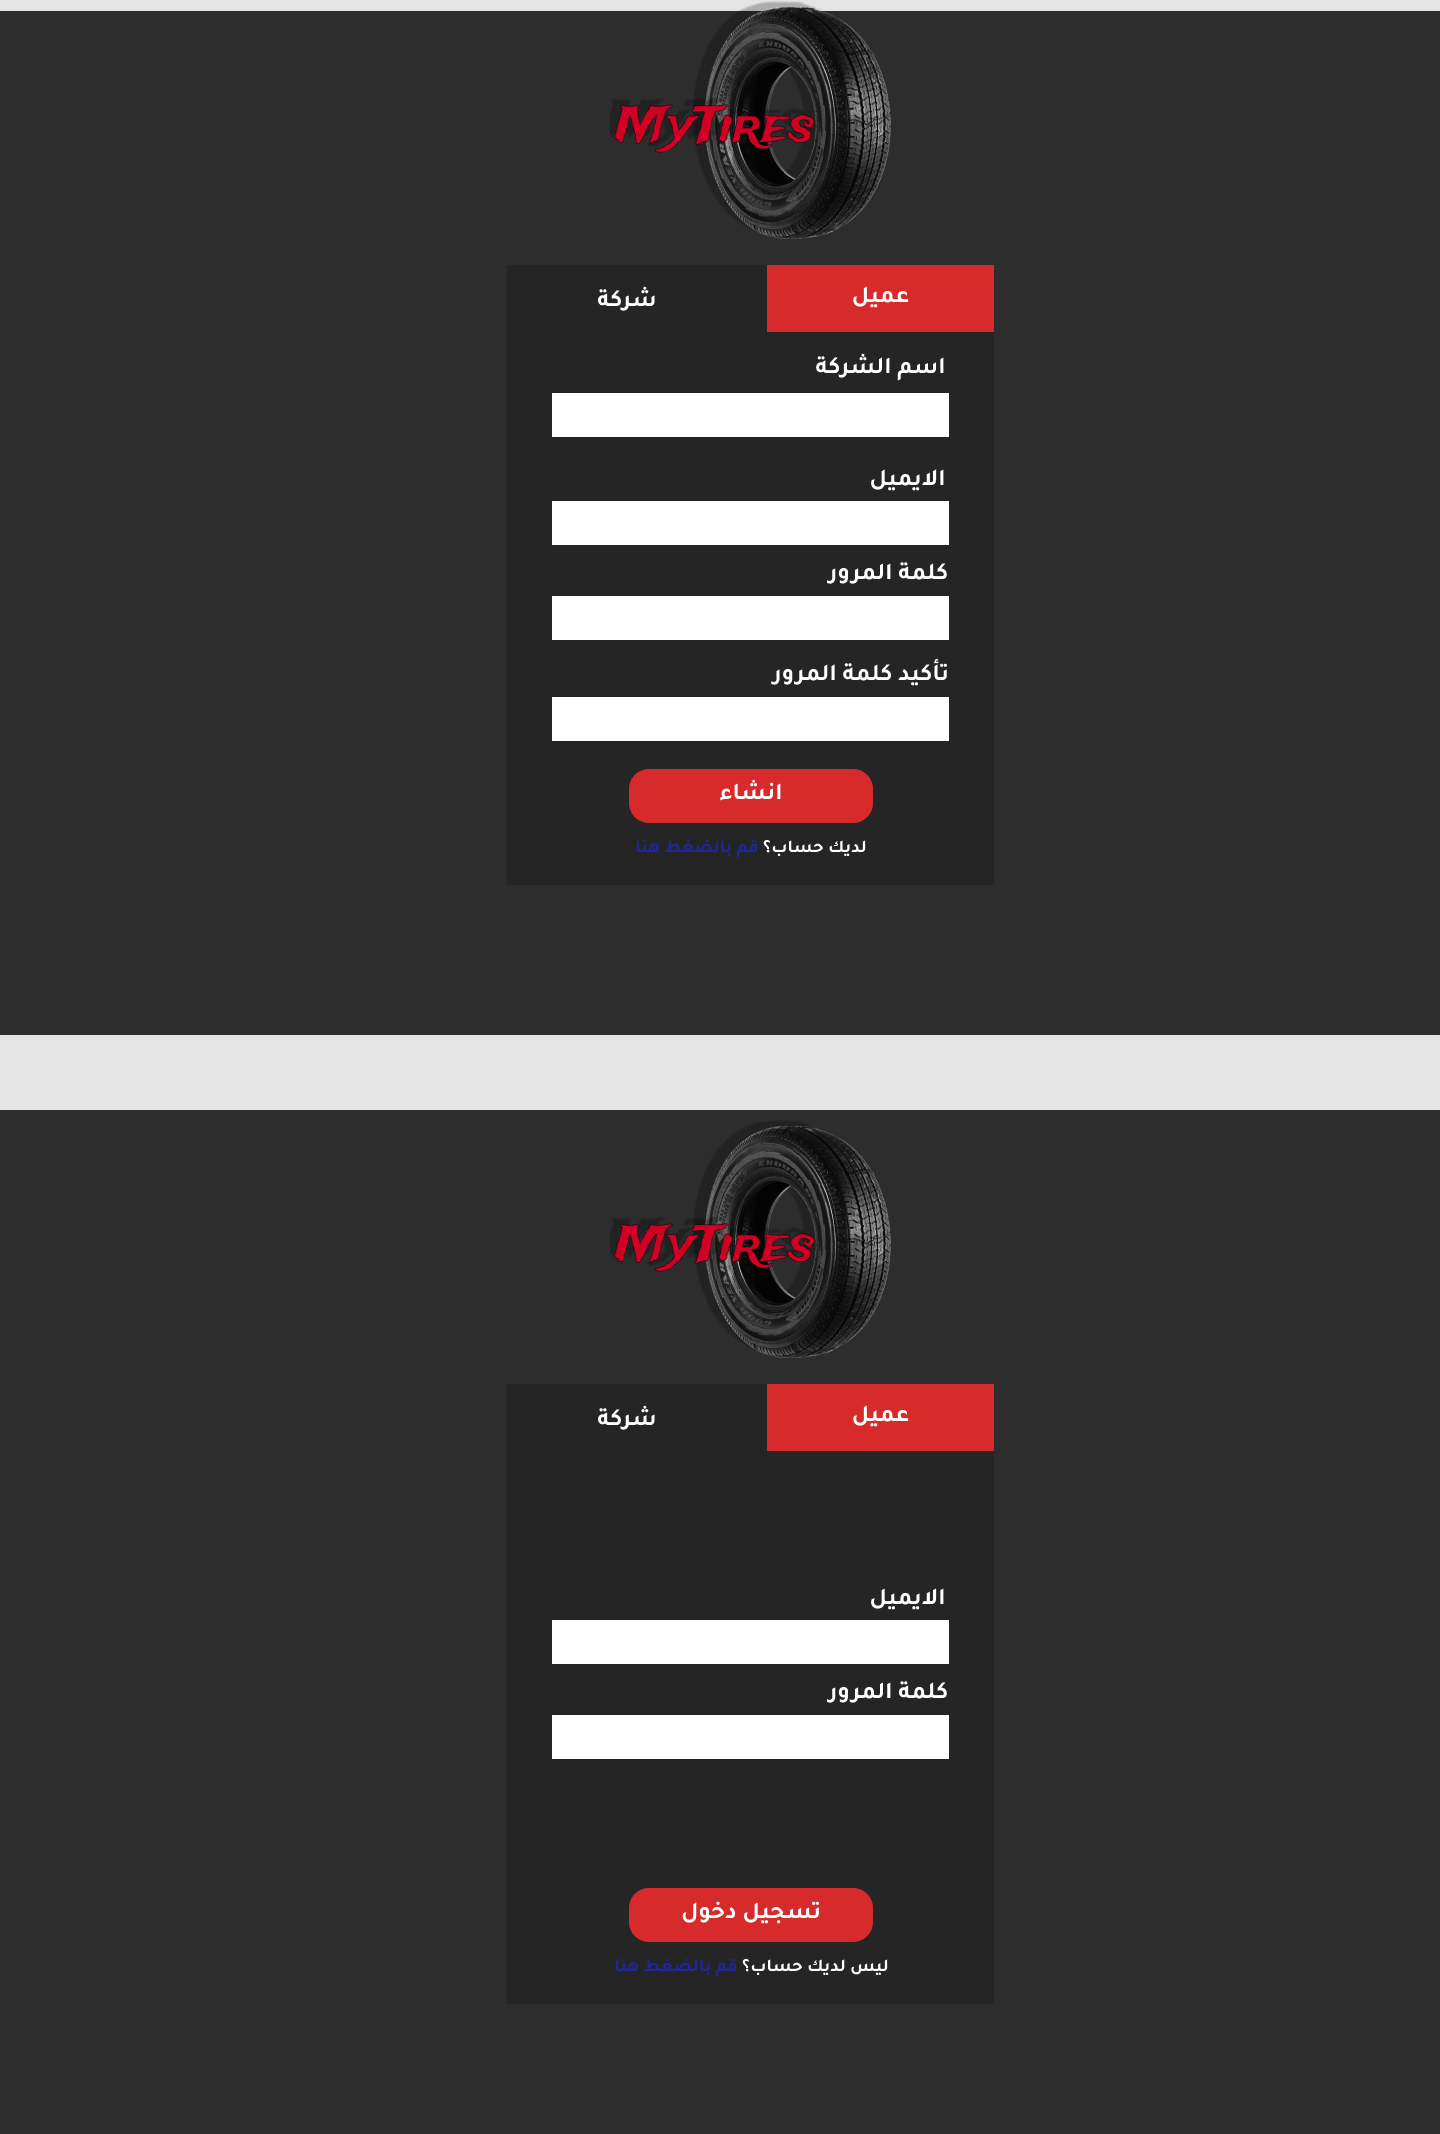 MyTIRES
عميل
شركة
اسم الشركة
الايميل
كلمة المرور
تأكيد كلمة المرور
انشاء
لديك حساب؟ قم بالضغط هنا
MyTIRES
عميل
شركة
الايميل
كلمة المرور
تسجيل دخول
ليس لديك حساب؟ قم بالضغط هنا